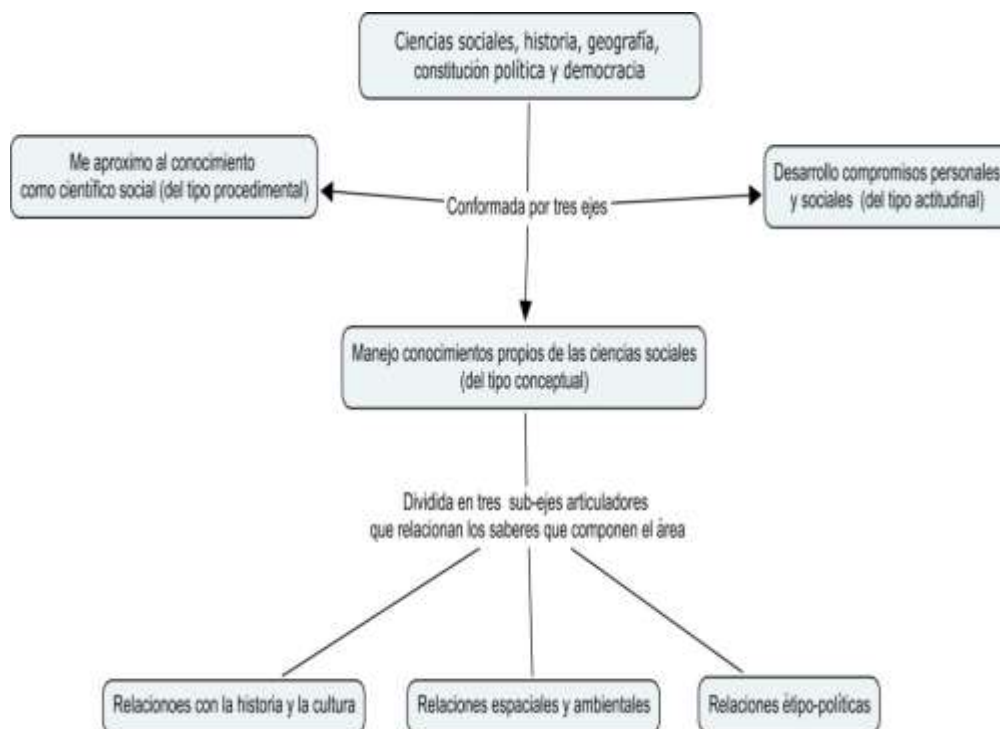 Ciencias sociales, historia, geografía,
constitución política y democracia
Me aproximo al conocimiento
como científico social (del tipo procedimental)
Conformada por tres ejes
Desarrollo compromisos personales
y sociales (del tipo actitudinal)
Manejo conocimientos propios de las ciencias sociales
(del tipo conceptual)
Dividida en tres sub-ejes articuladores
que relacionan los saberes que componen el área
Relacionoes con la historia y la cultura
Relaciones espaciales y ambientales
Relaciones ètipo-políticas